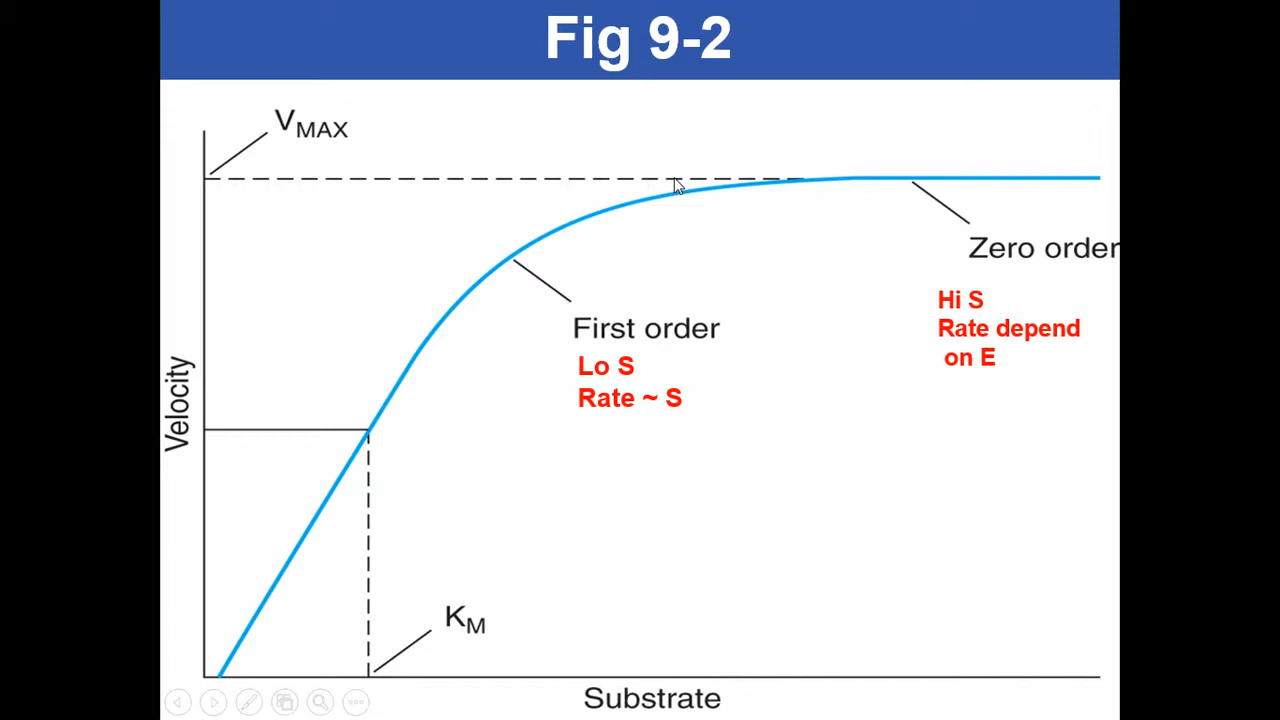 Fig 9-2
VMAX
Zero order
Hi S
Rate depend
on E
First order
Lo S
Rate ~ S
Velocity
KM
Substrate